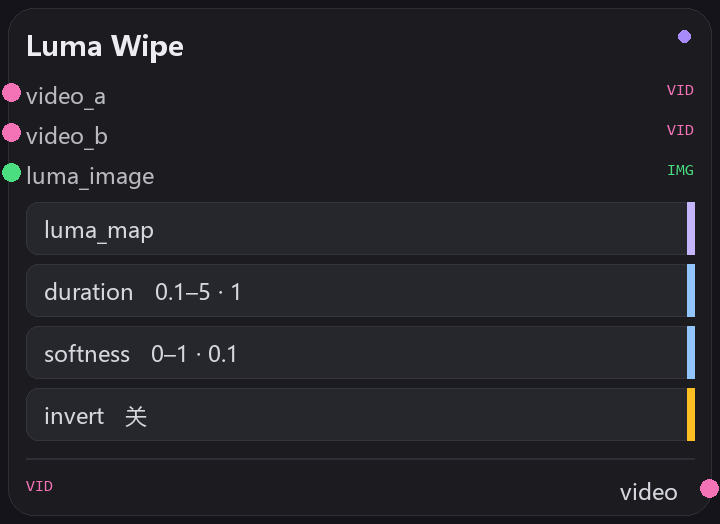 Luma Wipe
video_a VID
video_b VID
luma_image IMG
luma_map
duration 0.1–5 · 1
softness 0–1 · 0.1
invert 关
VID video